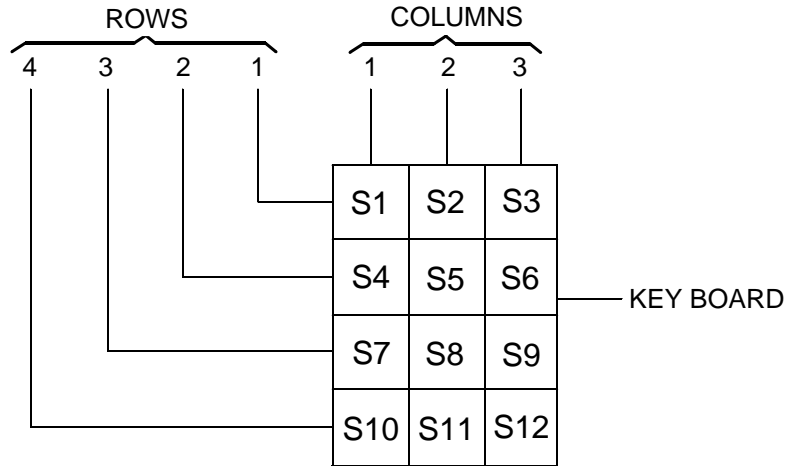 ROWS COLUMNS
4 3 2 1 1 2 3
S1 S2 S3
S4 S5 S6
KEY BOARD
S7 S8 S9
S10 S11 S12